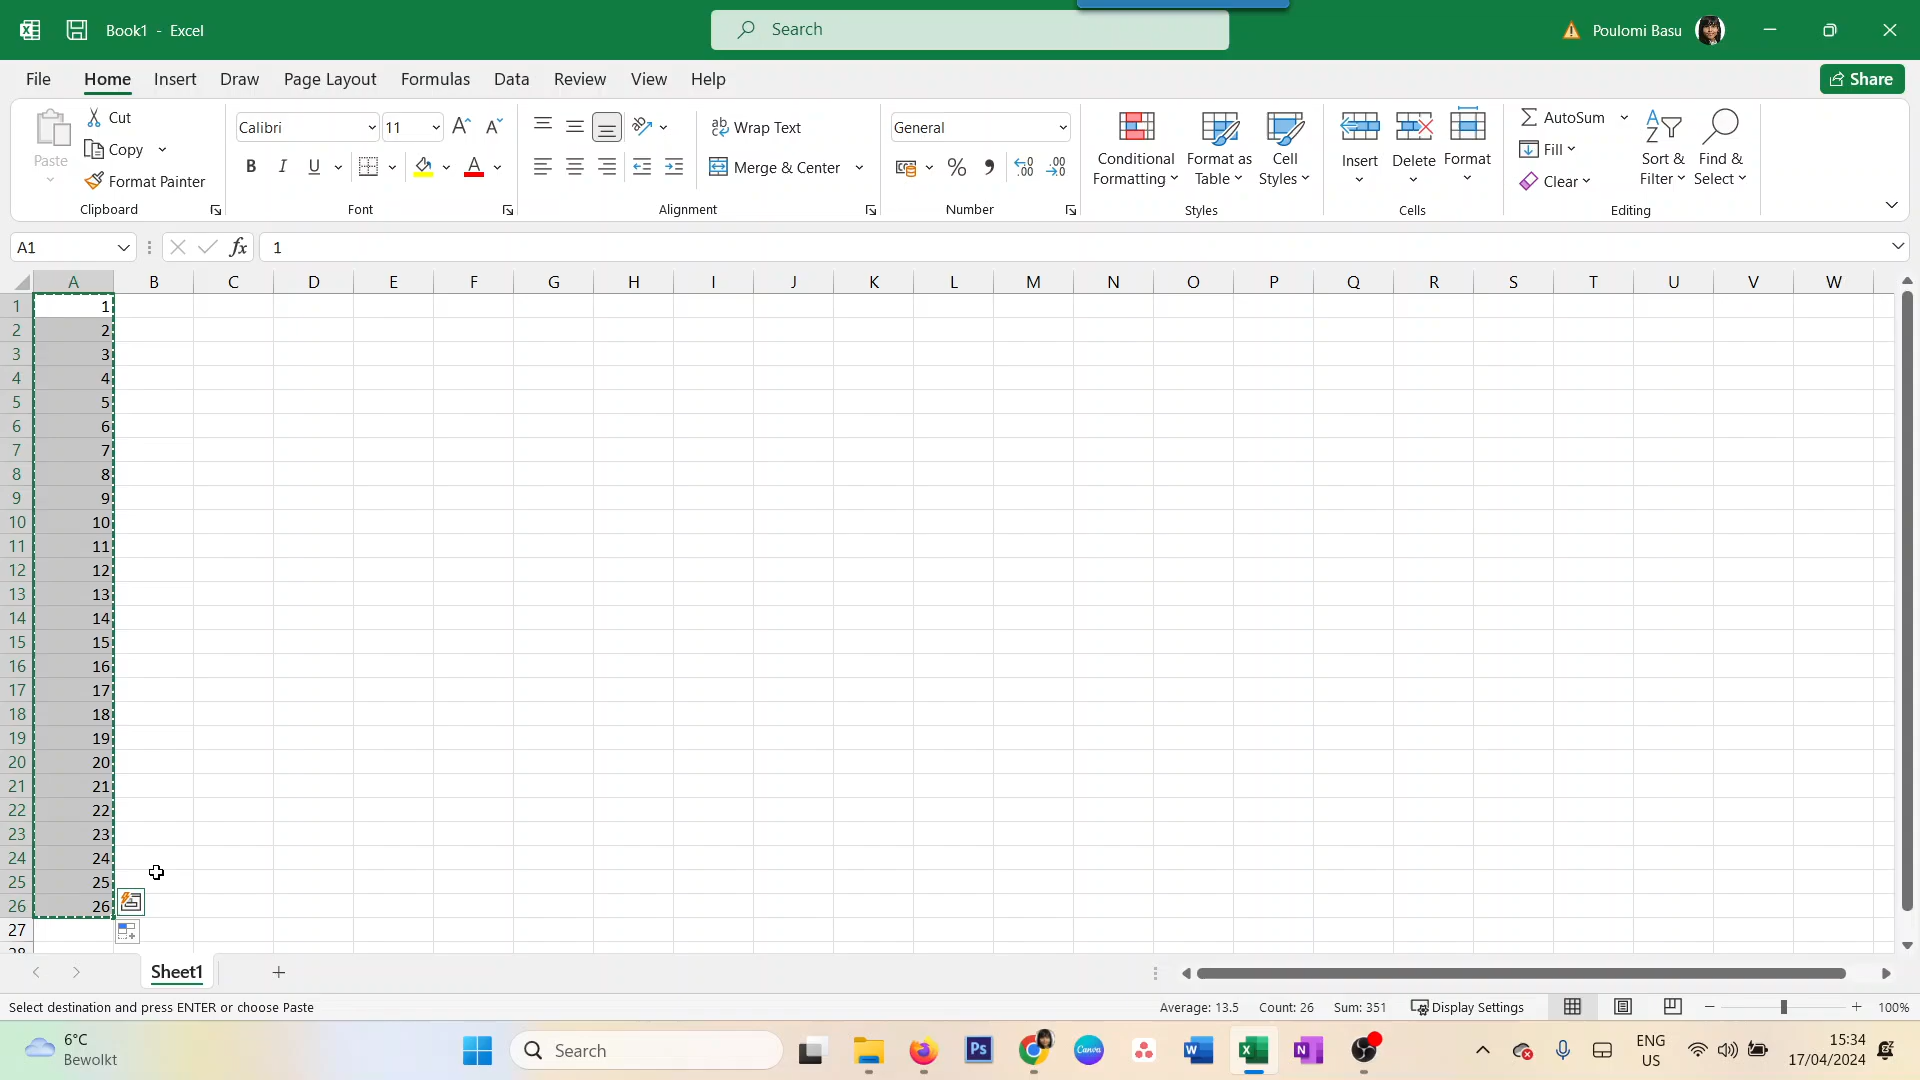 Book1 - Excel
Search
Poulomi Basu
File Home Insert Draw Page Layout Formulas Data Review View Help
Share
Paste
Cut
Copy
Format Painter
Clipboard
Calibri 11
B I U A
Font
ab Wrap Text
Merge & Center
Alignment
General
% , .00 .00
Number
Conditional Formatting
Format as Table
Cell Styles
Styles
Insert Delete Format
Cells
AutoSum
Fill
Clear
Sort & Filter
Find & Select
Editing
A1 fx 1
A B C D E F G H I J K L M N O P Q R S T U V W
1 1
2 2
3 3
4 4
5 5
6 6
7 7
8 8
9 9
10 10
11 11
12 12
13 13
14 14
15 15
16 16
17 17
18 18
19 19
20 20
21 21
22 22
23 23
24 24
25 25
26 26
27
28
Sheet1
Select destination and press ENTER or choose Paste
Average: 13.5 Count: 26 Sum: 351 Display Settings 100%
6°C
Bewolkt
Search
Ps
Canva
ENG
US
15:34
17/04/2024